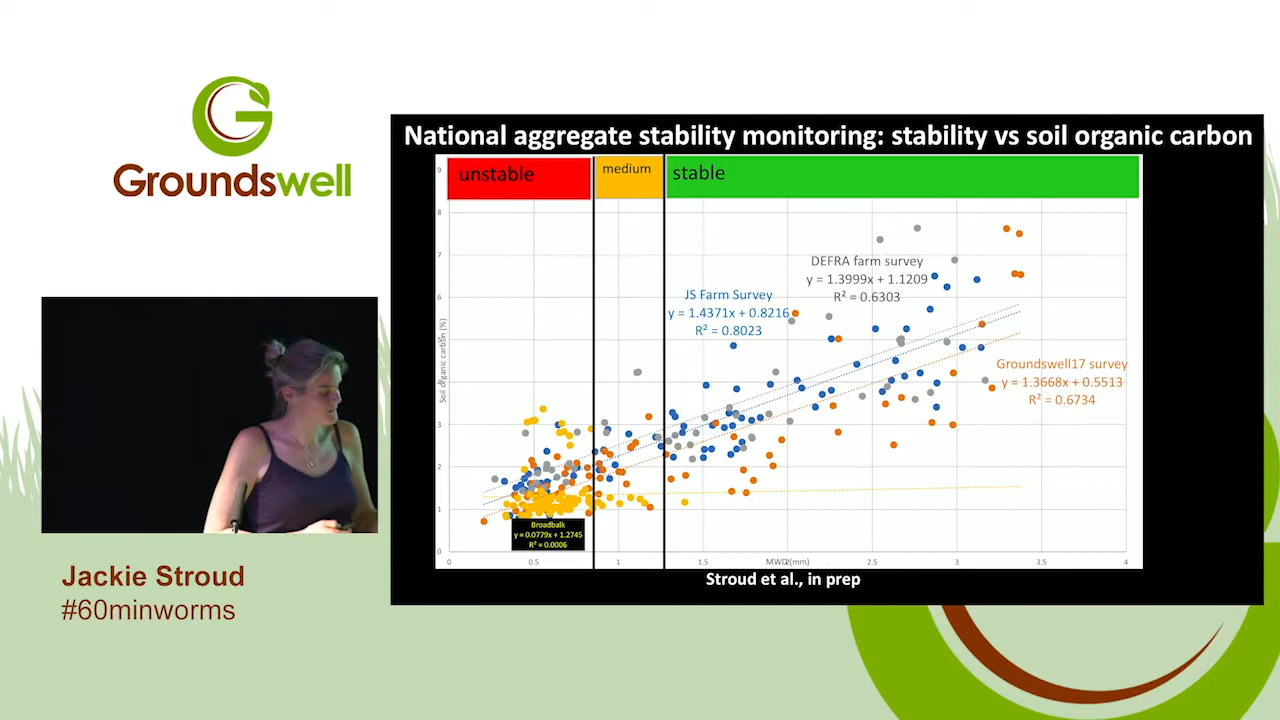 Groundswell
National aggregate stability monitoring: stability vs soil organic carbon
unstable
medium
stable
9
8
7
6
5
4
3
2
1
0
Soil organic carbon (%)
DEFRA farm survey
y = 1.3999x + 1.1209
R² = 0.6303
JS Farm Survey
y = 1.4371x + 0.8216
R² = 0.8023
Groundswell17 survey
y = 1.3668x + 0.5513
R² = 0.6734
Broadbalk
y = 0.0779x + 1.2745
R² = 0.0006
0 0.5 1 1.5 2 2.5 3 3.5 4
MWD (mm)
Stroud et al., in prep
Jackie Stroud
#60minworms